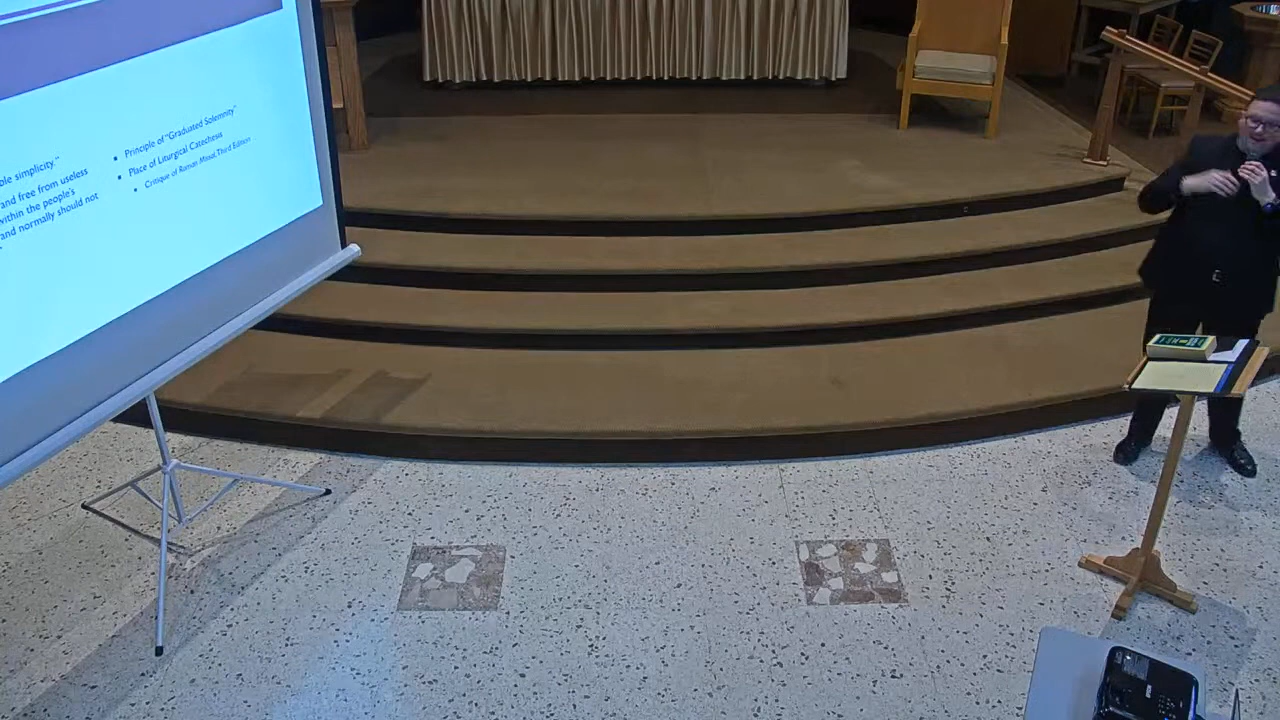 ble simplicity."
and free from useless
within the people's
and normally should not
"
Principle of "Graduated Solemnity"
Place of Liturgical Catechesis
Critique of Roman Missal, Third Edition